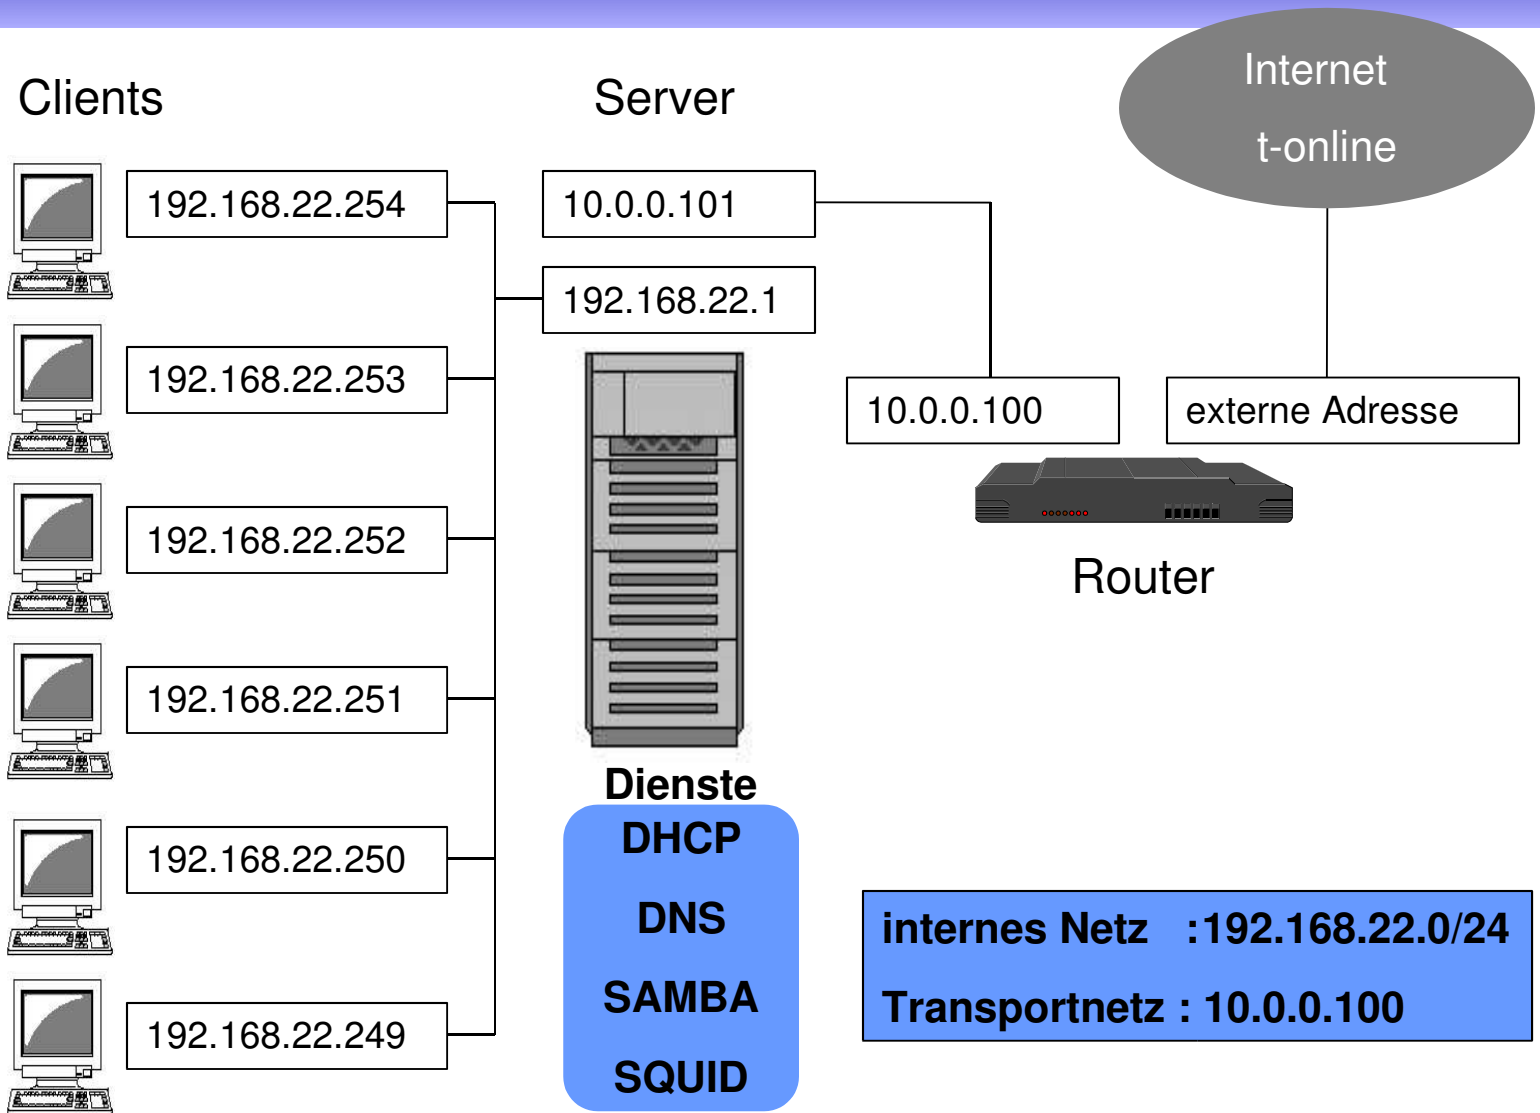 Internet
t-online
Clients
Server
192.168.22.254
10.0.0.101
192.168.22.1
192.168.22.253
10.0.0.100
externe Adresse
192.168.22.252
Router
192.168.22.251
Dienste
DHCP
192.168.22.250
DNS
internes Netz :192.168.22.0/24
SAMBA
Transportnetz : 10.0.0.100
192.168.22.249
SQUID